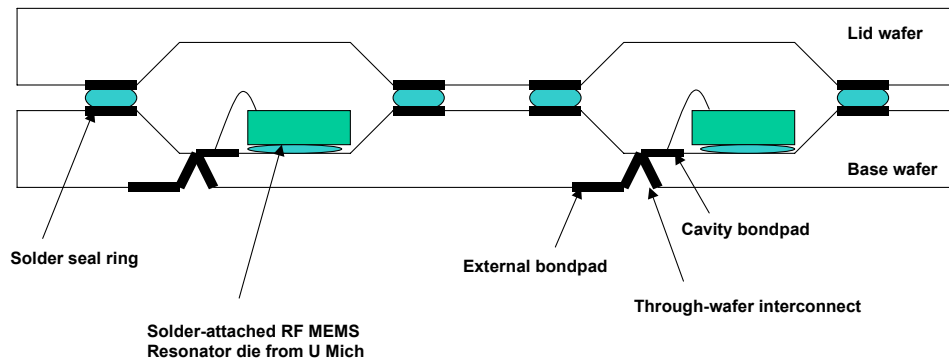 Lid wafer
Base wafer
Cavity bondpad
Solder seal ring
External bondpad
Through-wafer interconnect
Solder-attached RF MEMS
Resonator die from U Mich